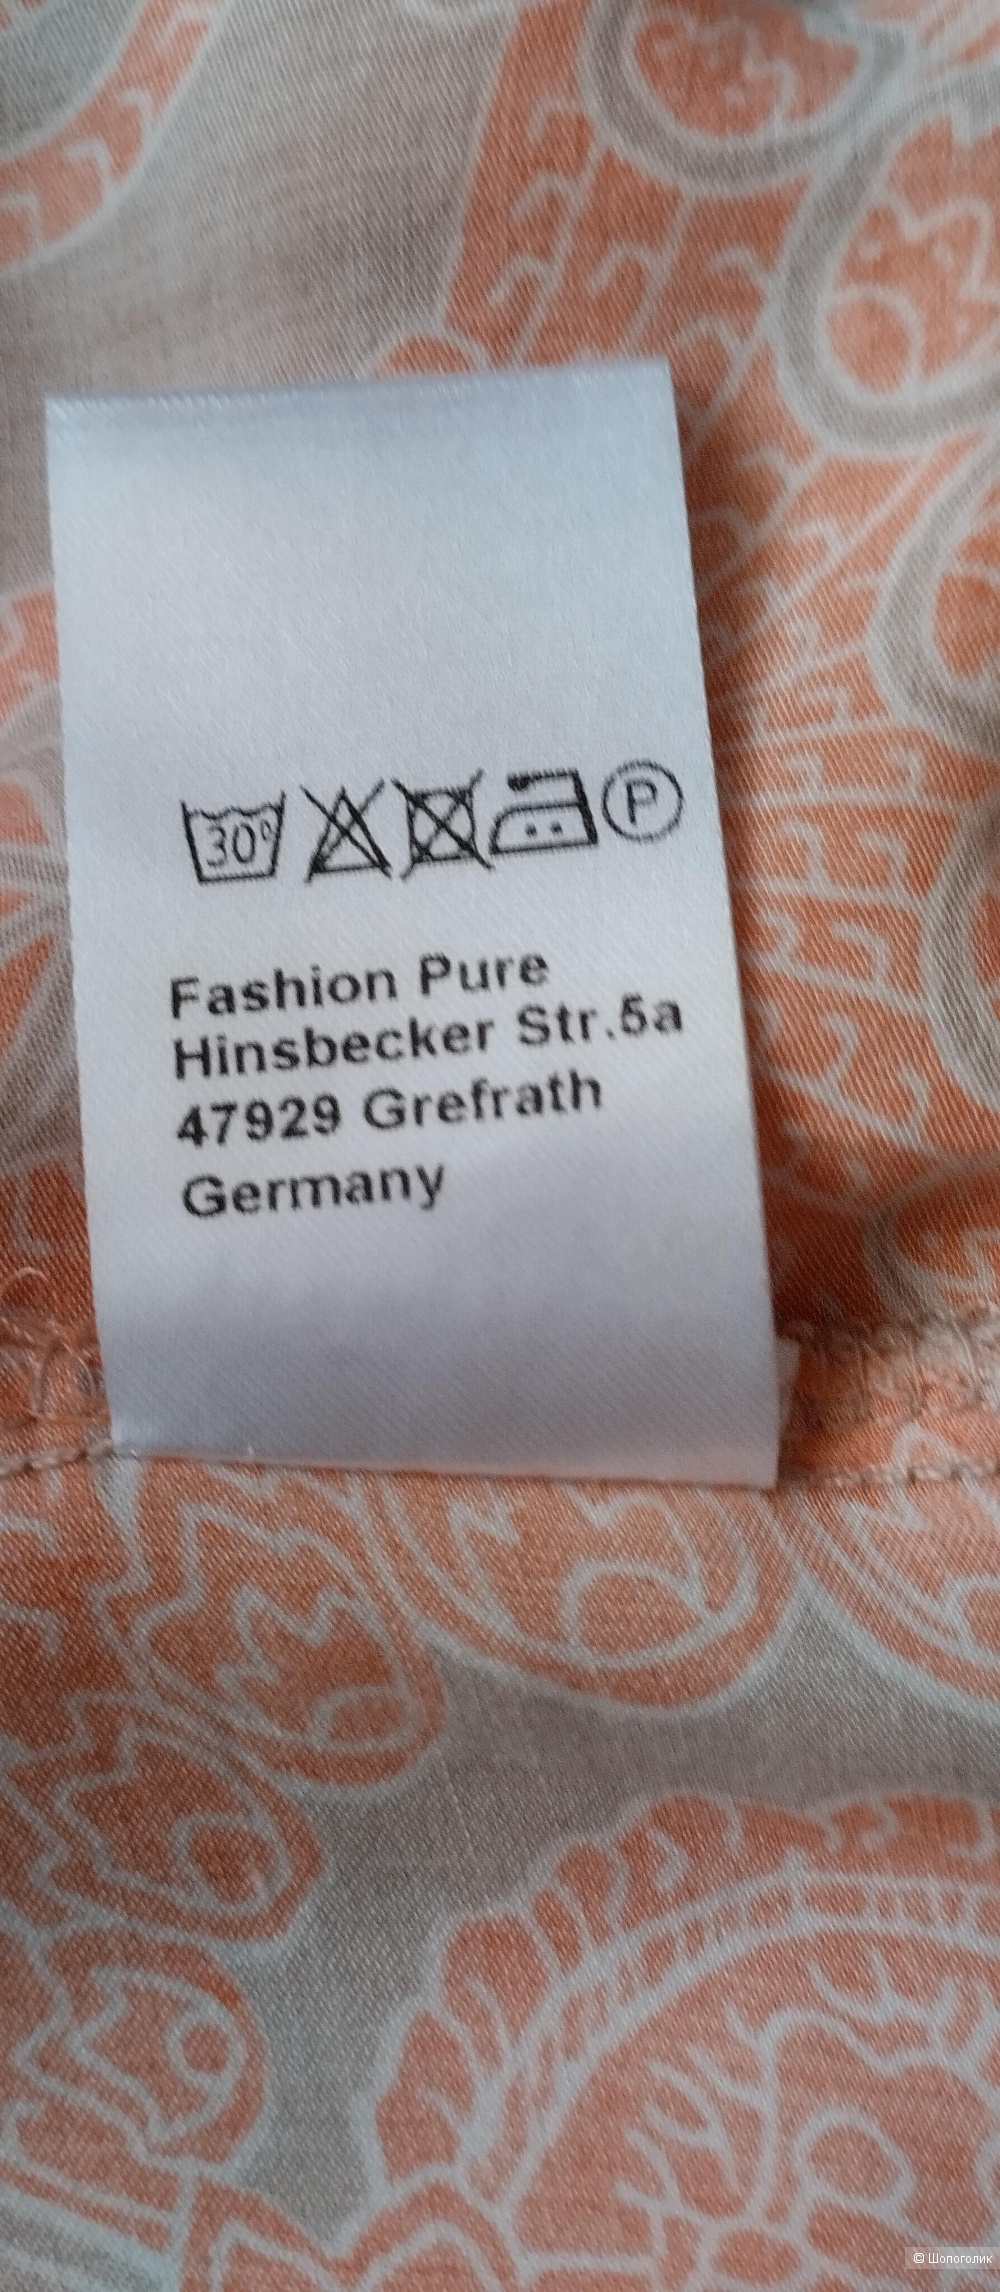 30°
P
Fashion Pure
Hinsbecker Str.5a
47929 Grefrath
Germany
© Шопоголик